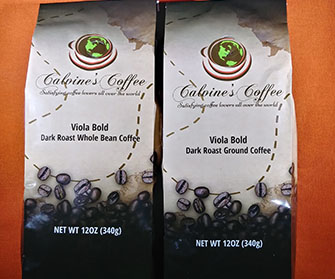 Calvine's Coffee
Satisfying coffee lovers all over the world
Viola Bold
Dark Roast Whole Bean Coffee
NET WT 12OZ (340g)
Calvine's Coffee
Satisfying coffee lovers all over the world
Viola Bold
Dark Roast Ground Coffee
NET WT 12OZ (340g)